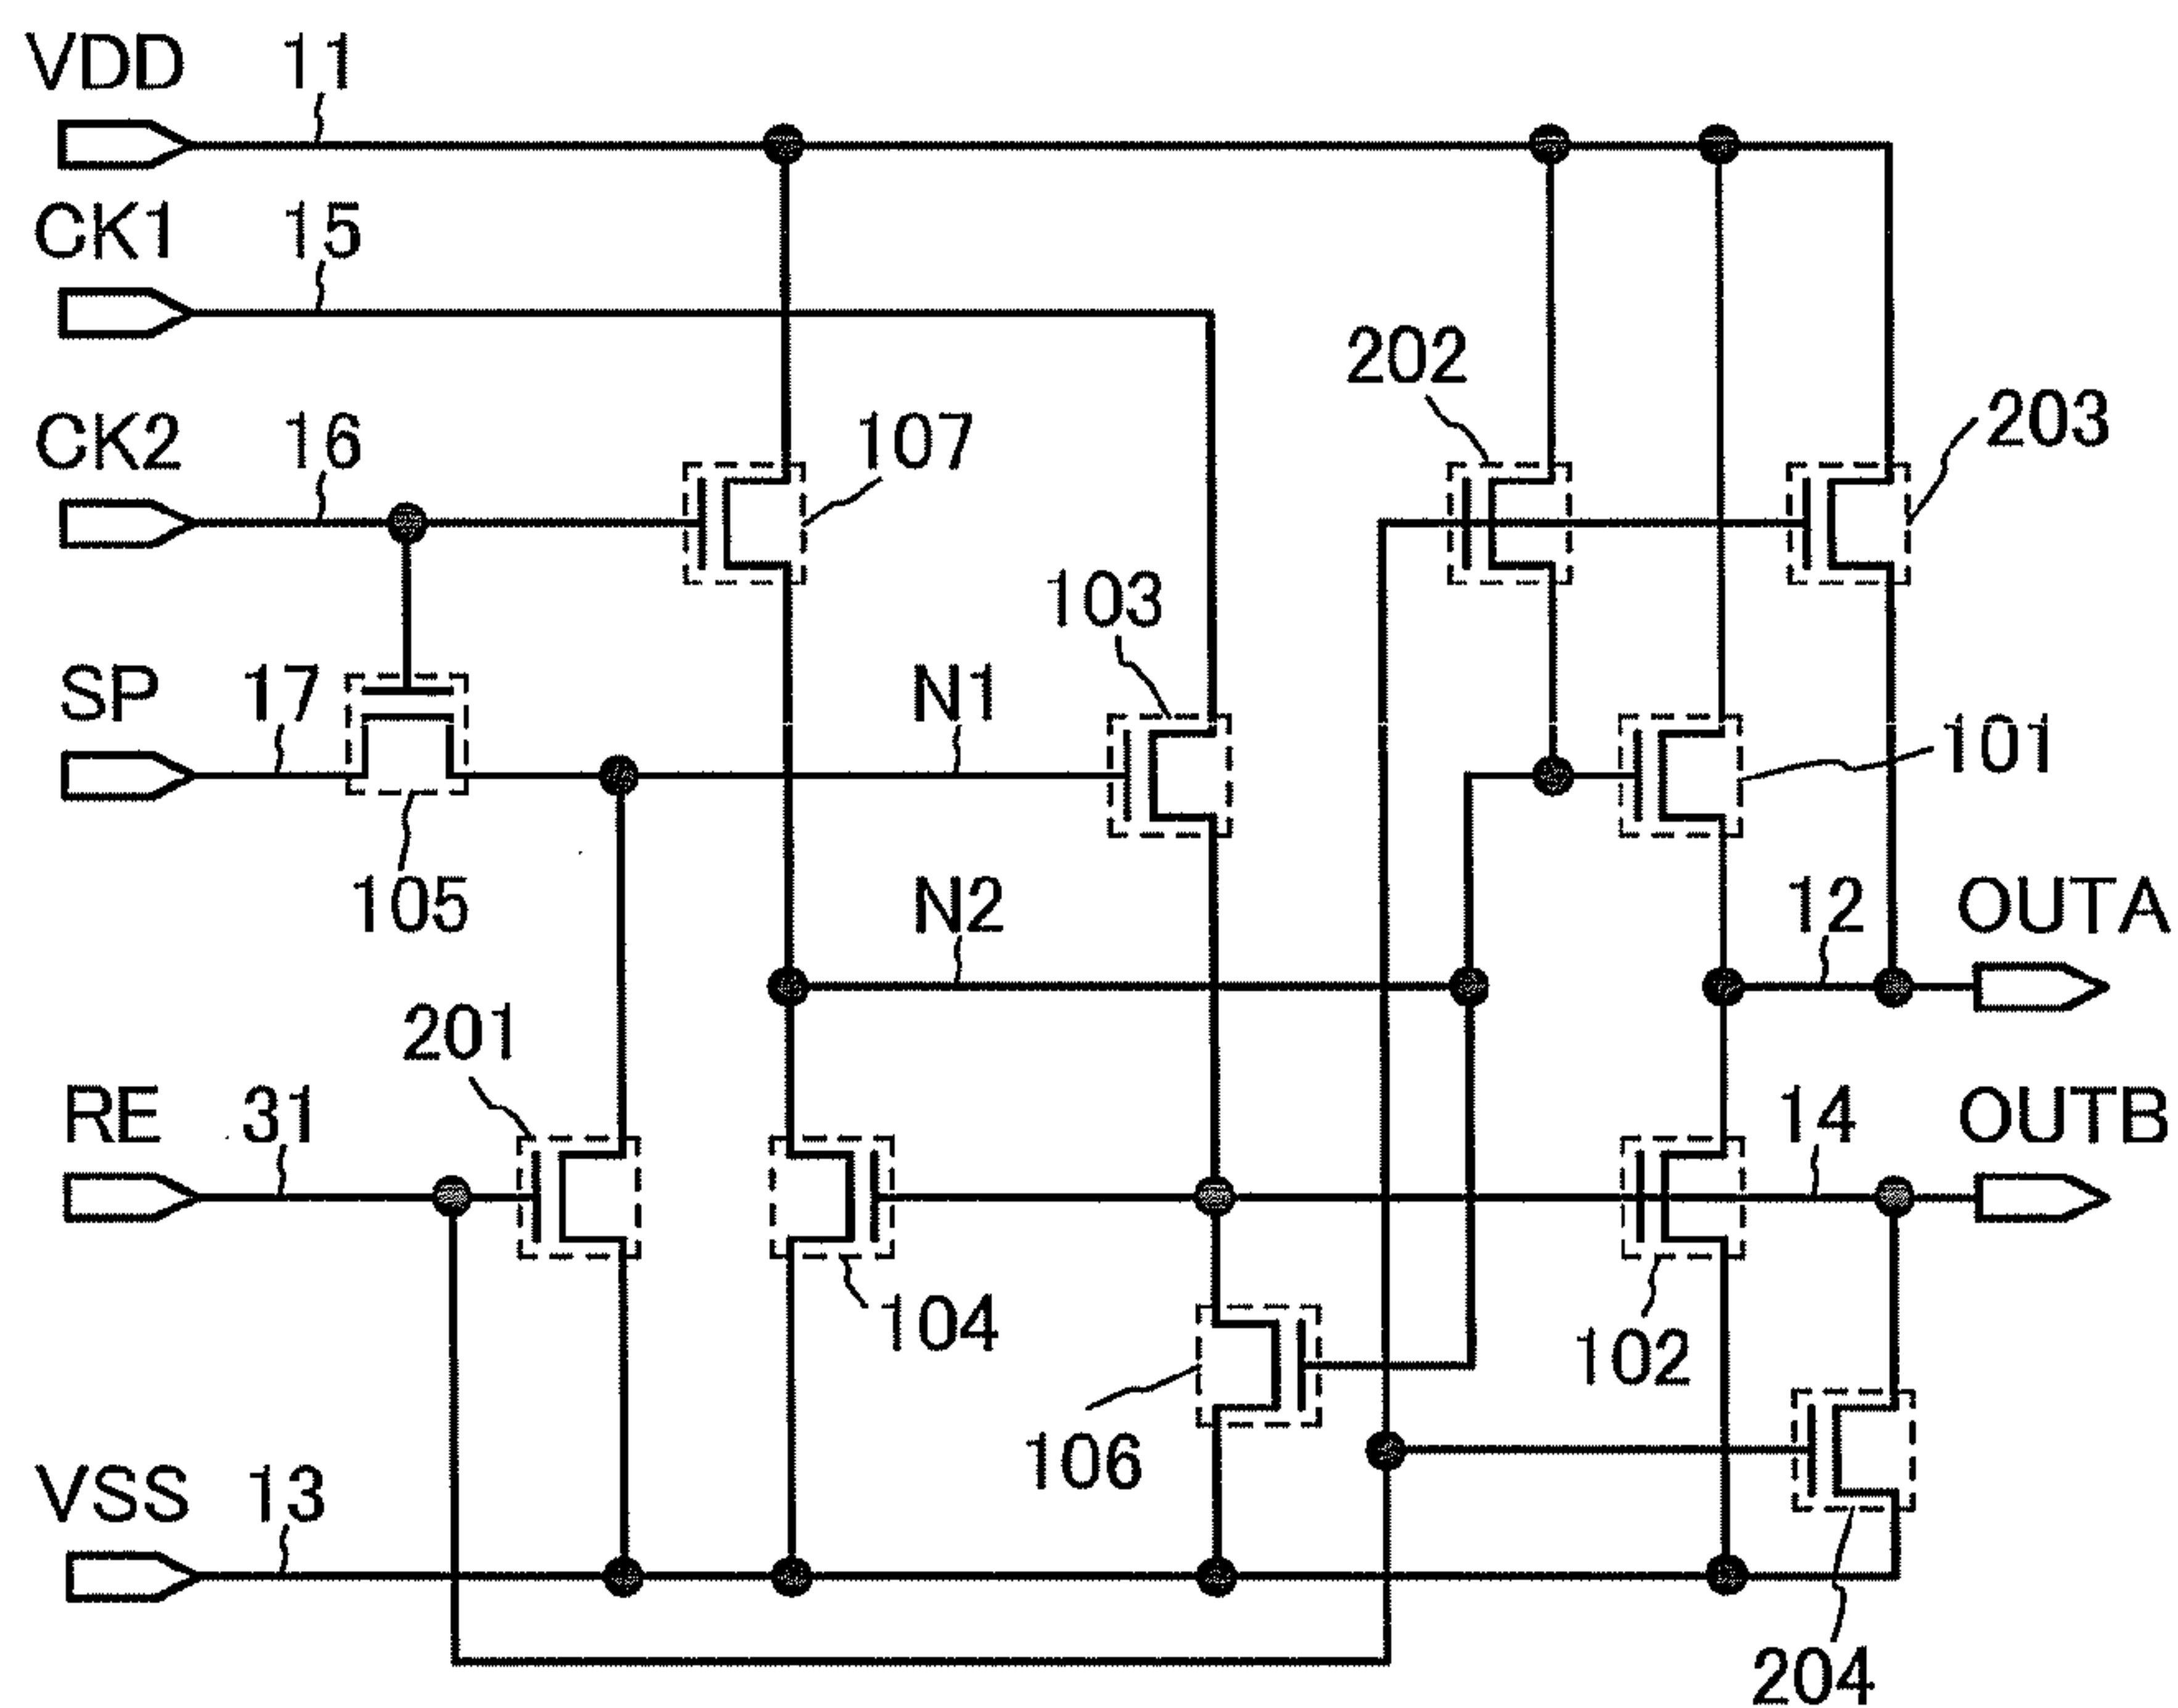 VDD 11
CK1 15
202
CK2 16 107 203
103
SP 17 N1 101
105 N2 12 OUTA
201
RE 31 14 OUTB
104 102
106
VSS 13
204